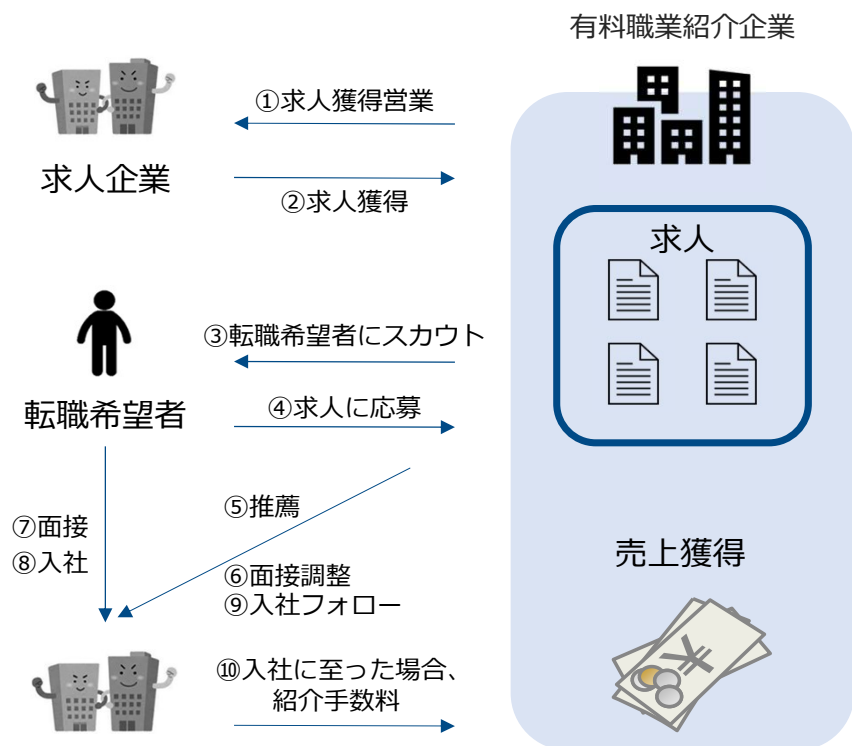 有料職業紹介企業
①求人獲得営業
求人企業
②求人獲得
求人
③転職希望者にスカウト
転職希望者
④求人に応募
⑤推薦
⑦面接
⑧入社
⑥面接調整
⑨入社フォロー
売上獲得
⑩入社に至った場合、
紹介手数料
¥